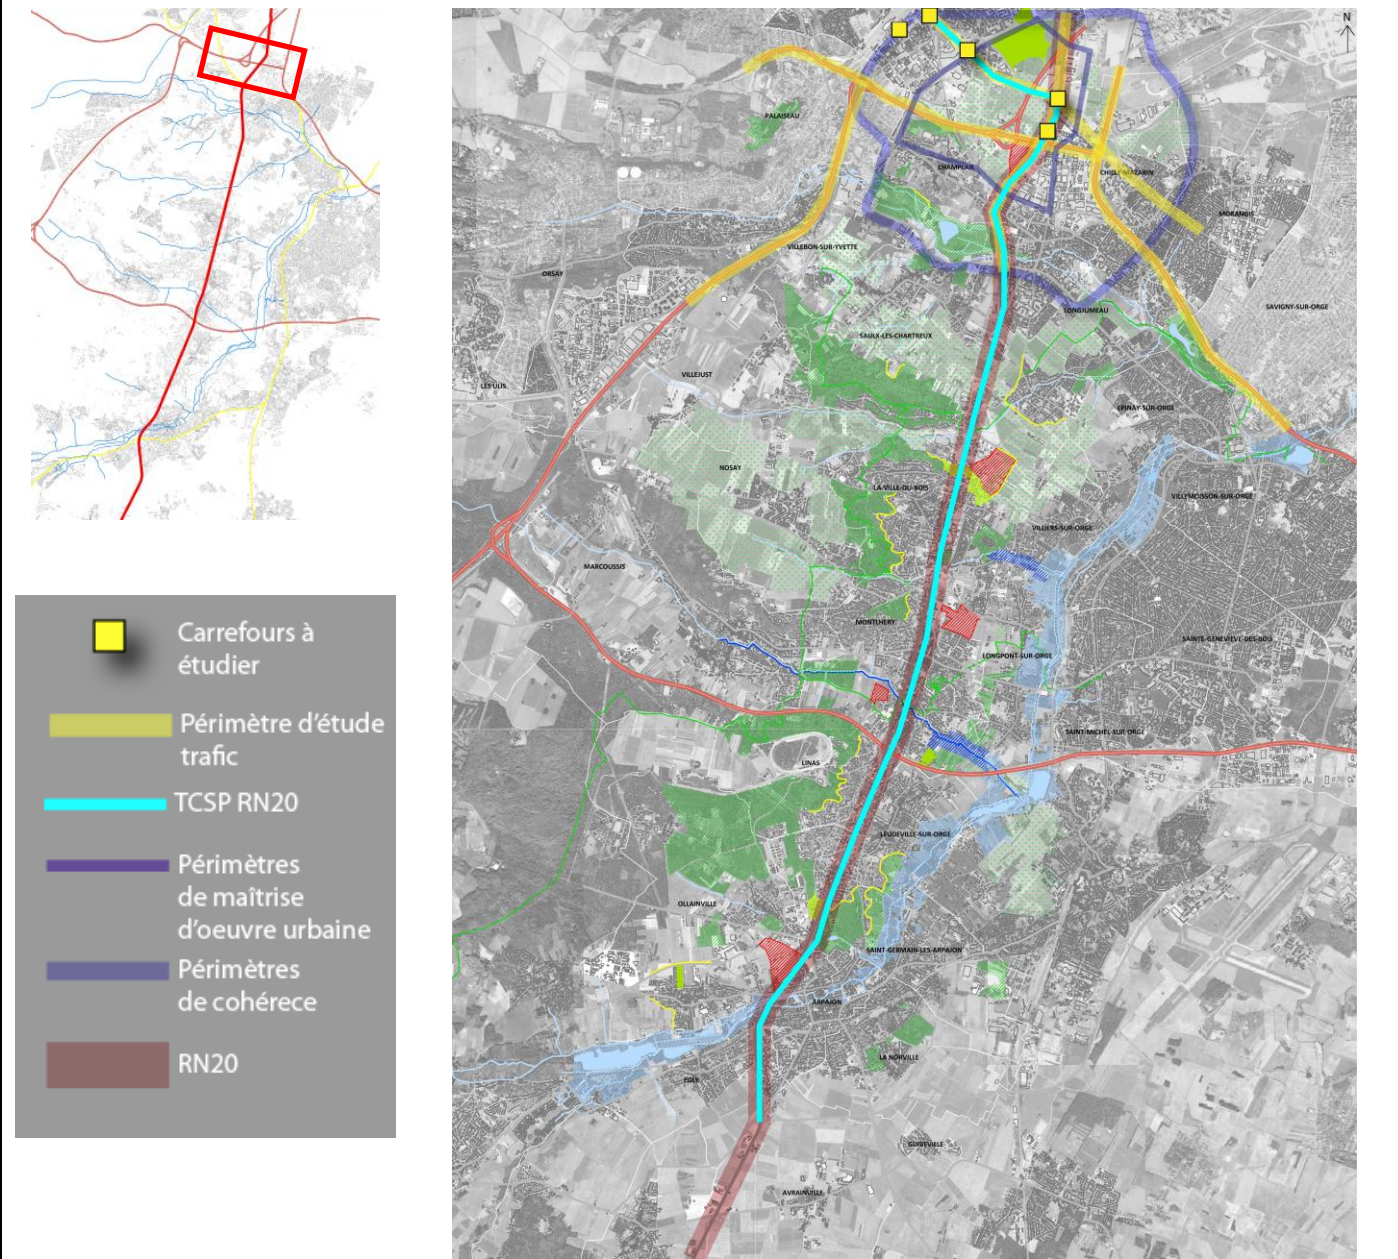 N
PALAISEAU
CHAMPLAN
CHILLY-MAZARIN
MORANGIS
VILLEBON-SUR-YVETTE
ORSAY
SAVIGNY-SUR-ORGE
LONGJUMEAU
SAULX-LES-CHARTREUX
VILLEJUST
LES ULIS
EPINAY-SUR-ORGE
NOSAY
LA-VILLE-DU-BOIS
VILLEMOISSON-SUR-ORGE
VILLIERS-SUR-ORGE
MARCOUSSIS
MONTLHERY
SAINTE-GENEVIEVE-DES-BOIS
LONGPONT-SUR-ORGE
SAINT-MICHEL-SUR-ORGE
LINAS
LEUDEVILLE-SUR-ORGE
OLLAINVILLE
SAINT-GERMAIN-LES-ARPAJON
ARPAJON
LA NORVILLE
EGLY
GUIBEVILLE
AVRAINVILLE
Carrefours à
étudier
Périmètre d'étude
trafic
TCSP RN20
Périmètres
de maîtrise
d'oeuvre urbaine
Périmètres
de cohérece
RN20